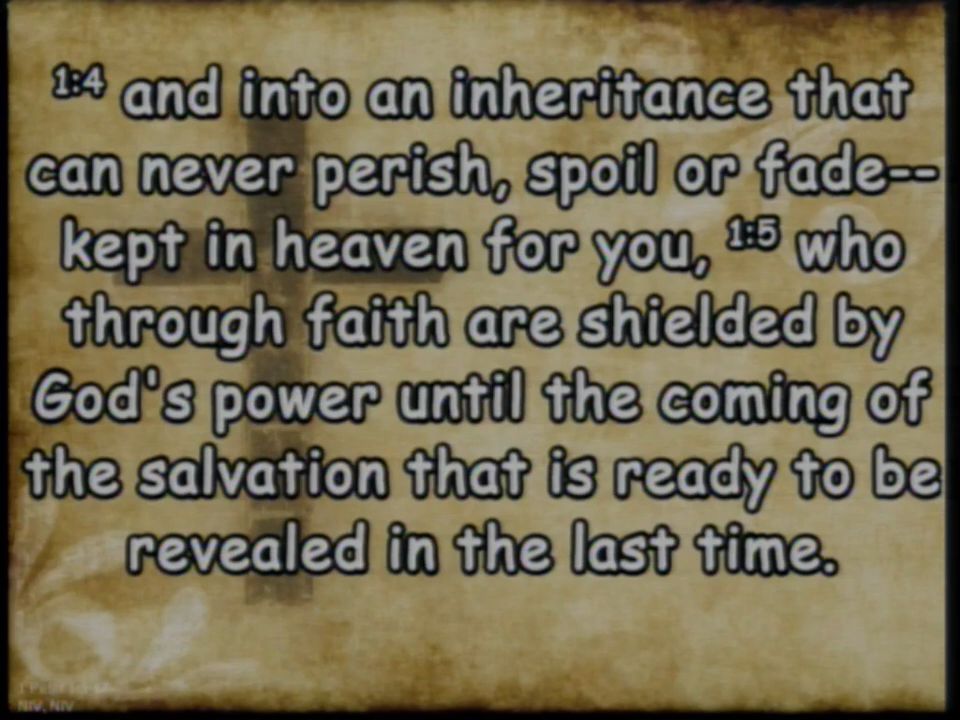 1:4 and into an inheritance that
can never perish, spoil or fade--
kept in heaven for you, 1:5 who
through faith are shielded by
God's power until the coming of
the salvation that is ready to be
revealed in the last time.
NIV, NIV